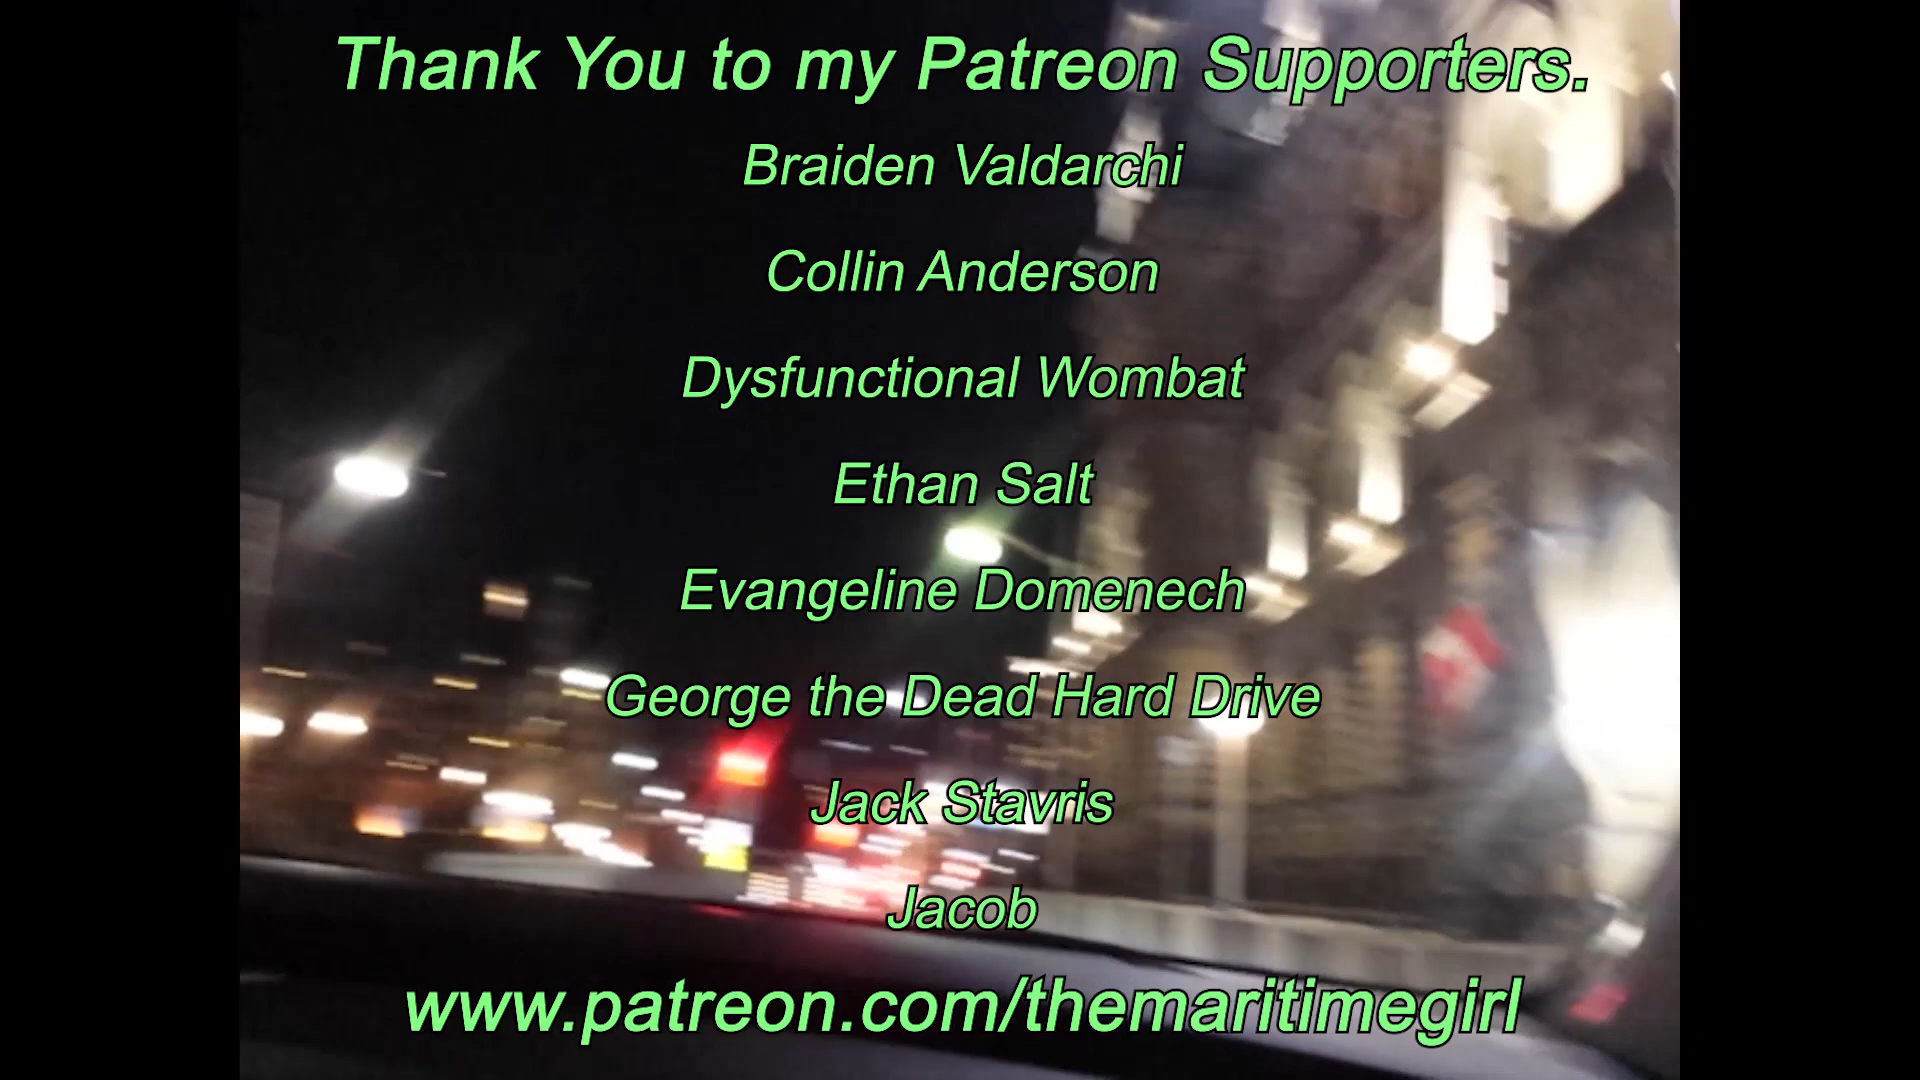 Thank You to my Patreon Supporters.
Braiden Valdarchi
Collin Anderson
Dysfunctional Wombat
Ethan Salt
Evangeline Domenech
George the Dead Hard Drive
Jack Stavris
Jacob
www.patreon.com/themaritimegirl